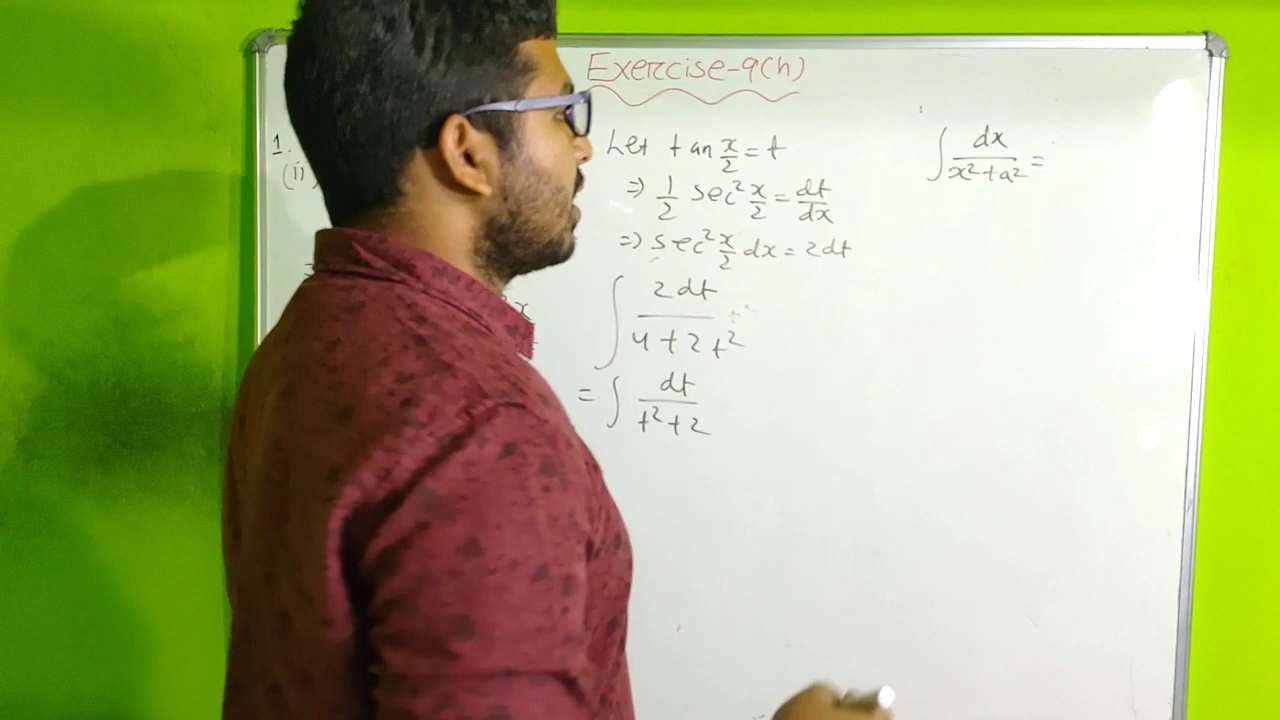 Exercise-9(h)
1.
(i)
Let tan x/2 = t
⇒ 1/2 sec² x/2 = dt/dx
⇒ sec² x/2 dx = 2dt
∫ 2dt / 4+2t²
= ∫ dt / t²+2
∫ dx / x²+a² =
x